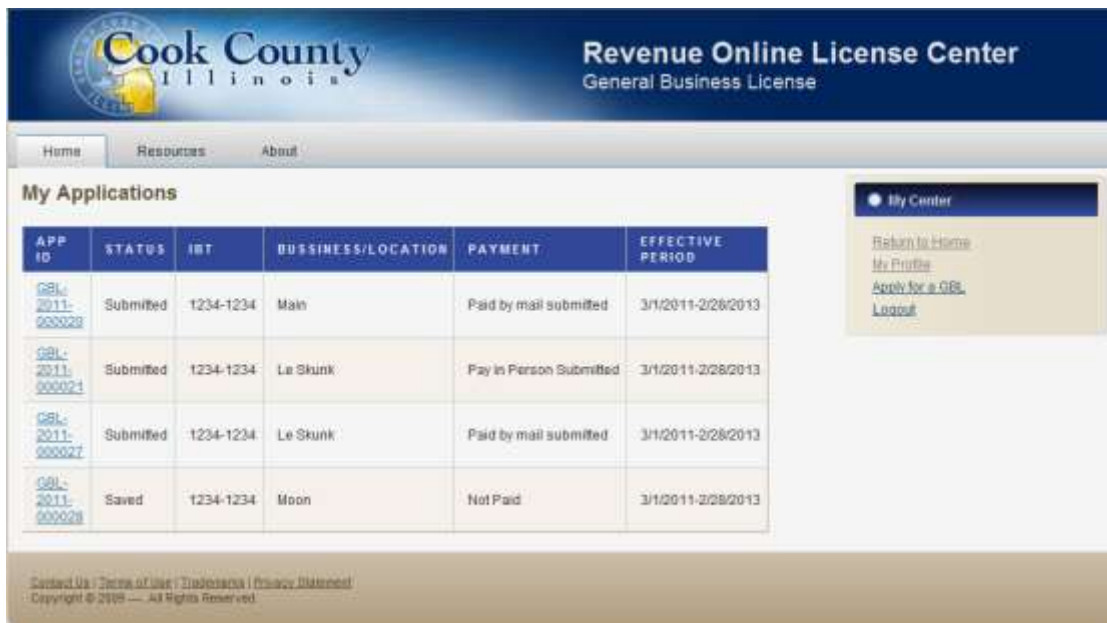 Cook County
Illinois
Revenue Online License Center
General Business License
Home Resources About
My Applications
My Center
Return to Home
My Profile
Apply for a GBL
Logout
APP ID STATUS IBT BUSSINESS/LOCATION PAYMENT EFFECTIVE PERIOD
GBL-
2011- Submitted 1234-1234 Main Paid by mail submitted 3/1/2011-2/28/2013
GBL-
2011- Submitted 1234-1234 Le Skunk Pay in Person Submitted 3/1/2011-2/28/2013
000021
GBL-
2011- Submitted 1234-1234 Le Skunk Paid by mail submitted 3/1/2011-2/28/2013
000027
GBL-
2011- Saved 1234-1234 Moon Not Paid 3/1/2011-2/28/2013
000028
Contact Us | Terms of Use | Trademarks | Privacy Statement
Copyright © 2009 — All Rights Reserved.